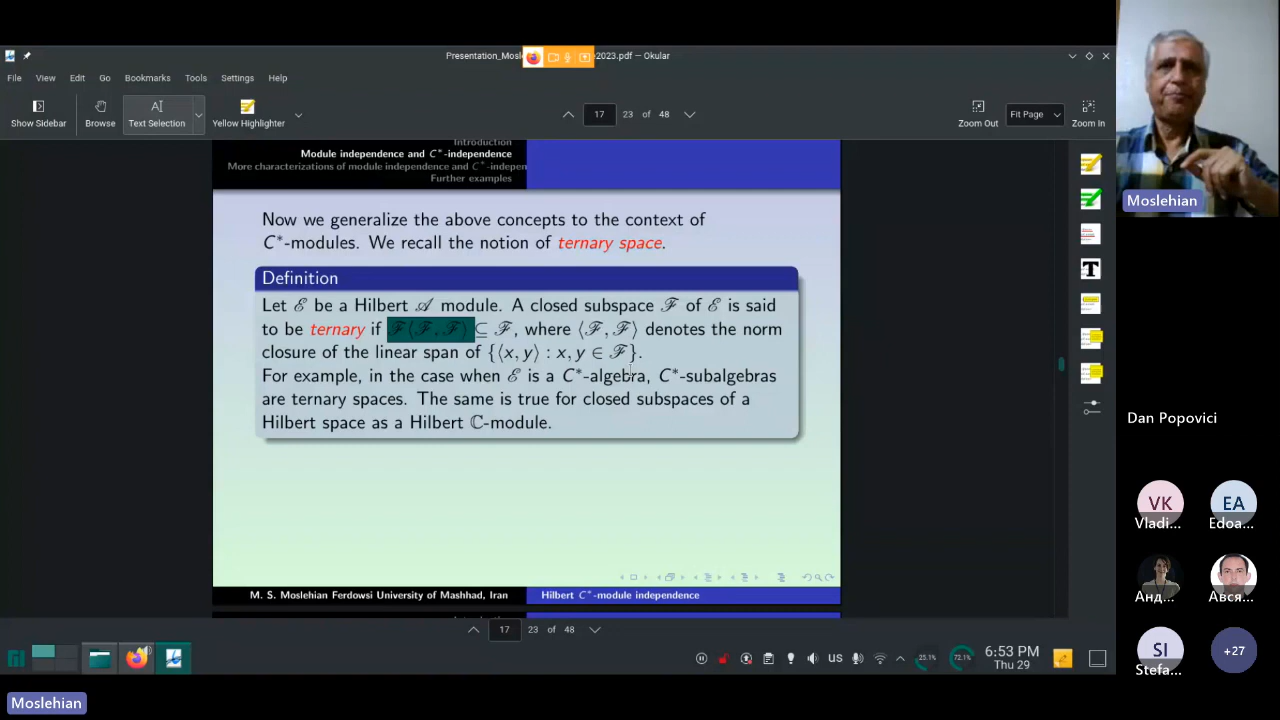 Presentation_Mosl 2023.pdf — Okular
File View Edit Go Bookmarks Tools Settings Help
Show Sidebar Browse Text Selection Yellow Highlighter 17 23 of 48 Zoom Out Fit Page Zoom In
Introduction
Module independence and C*-independence
More characterizations of module independence and C*-indepen
Further examples
Now we generalize the above concepts to the context of
C*-modules. We recall the notion of ternary space.
Definition
Let ℰ be a Hilbert 𝒜 module. A closed subspace ℱ of ℰ is said
to be ternary if ℱ⟨ℱ, ℱ⟩ ⊆ ℱ, where ⟨ℱ, ℱ⟩ denotes the norm
closure of the linear span of {⟨x, y⟩ : x, y ∈ ℱ}.
For example, in the case when ℰ is a C*-algebra, C*-subalgebras
are ternary spaces. The same is true for closed subspaces of a
Hilbert space as a Hilbert ℂ-module.
M. S. Moslehian Ferdowsi University of Mashhad, Iran Hilbert C*-module independence
17 23 of 48
US 25.1% 72.1% 6:53 PM
Thu 29
Moslehian
Moslehian
Dan Popovici
VK EA
Vladi... Edoa...
Анд... Ався...
SI +27
Stefa...